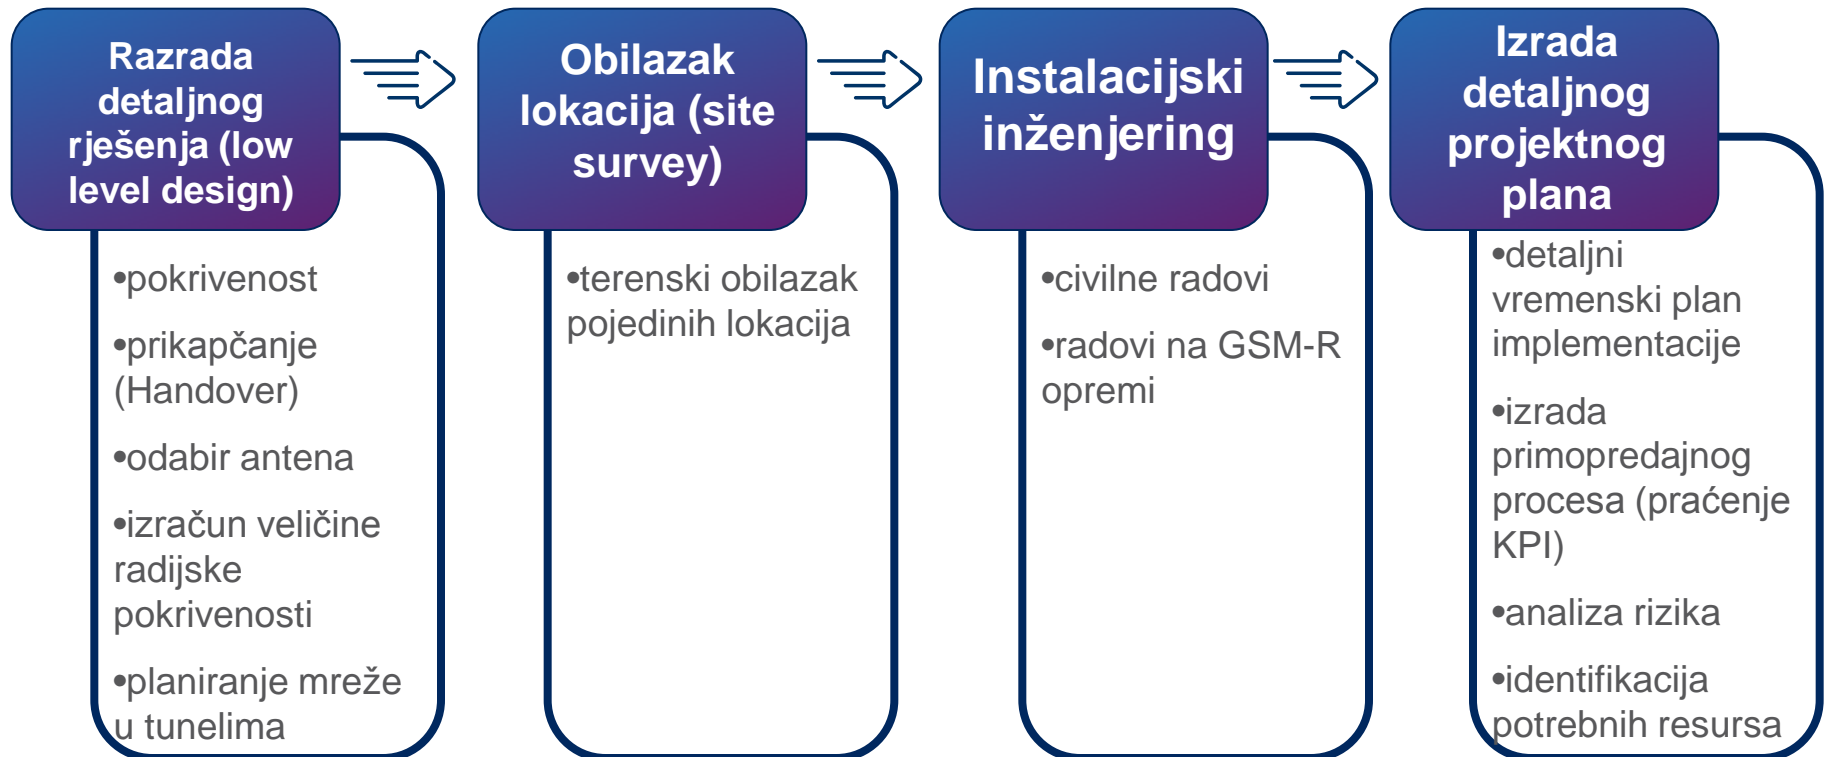 Razrada
detaljnog
rješenja (low
level design)
•pokrivenost
•prikapčanje
(Handover)
•odabir antena
•izračun veličine
radijske
pokrivenosti
•planiranje mreže
u tunelima
Obilazak
lokacija (site
survey)
•terenski obilazak
pojedinih lokacija
Instalacijski
inženjering
•civilne radovi
•radovi na GSM-R
opremi
Izrada
detaljnog
projektnog
plana
•detaljni
vremenski plan
implementacije
•izrada
primopredajnog
procesa (praćenje
KPI)
•analiza rizika
•identifikacija
potrebnih resursa